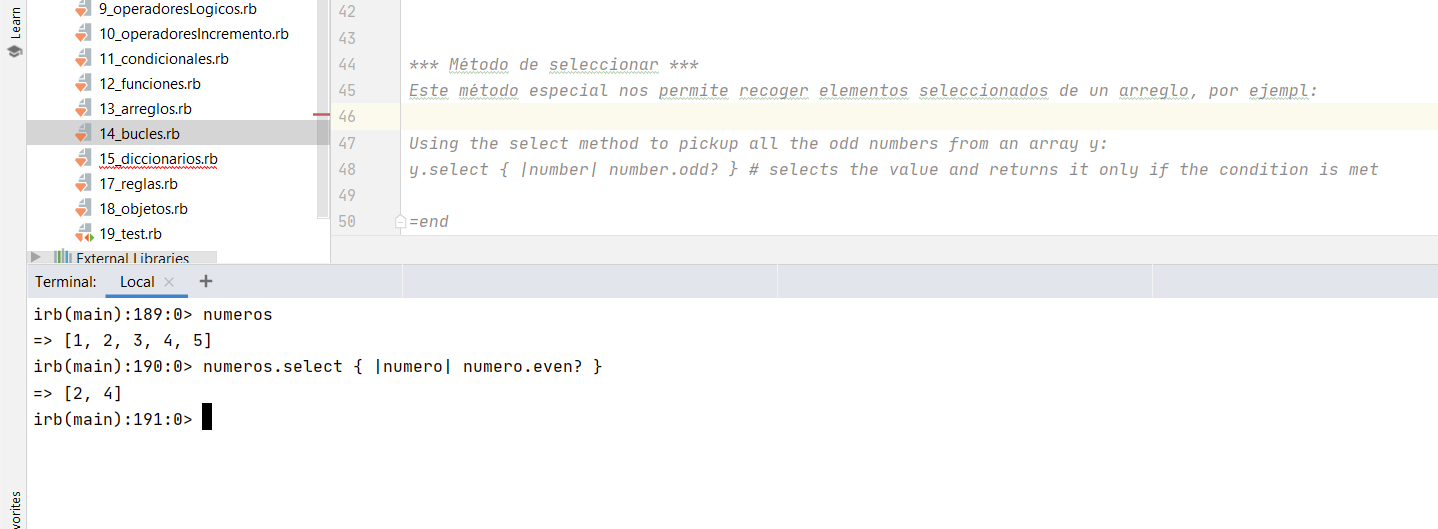 Learn
9_operadoresLogicos.rb
10_operadoresIncremento.rb
11_condicionales.rb
12_funciones.rb
13_arreglos.rb
14_bucles.rb
15_diccionarios.rb
17_reglas.rb
18_objetos.rb
19_test.rb
External Libraries
42
43
44 *** Método de seleccionar ***
45 Este método especial nos permite recoger elementos seleccionados de un arreglo, por ejempl:
46
47 Using the select method to pickup all the odd numbers from an array y:
48 y.select { |number| number.odd? } # selects the value and returns it only if the condition is met
49
50 =end
Terminal: Local × +
irb(main):189:0> numeros
=> [1, 2, 3, 4, 5]
irb(main):190:0> numeros.select { |numero| numero.even? }
=> [2, 4]
irb(main):191:0>
vorites